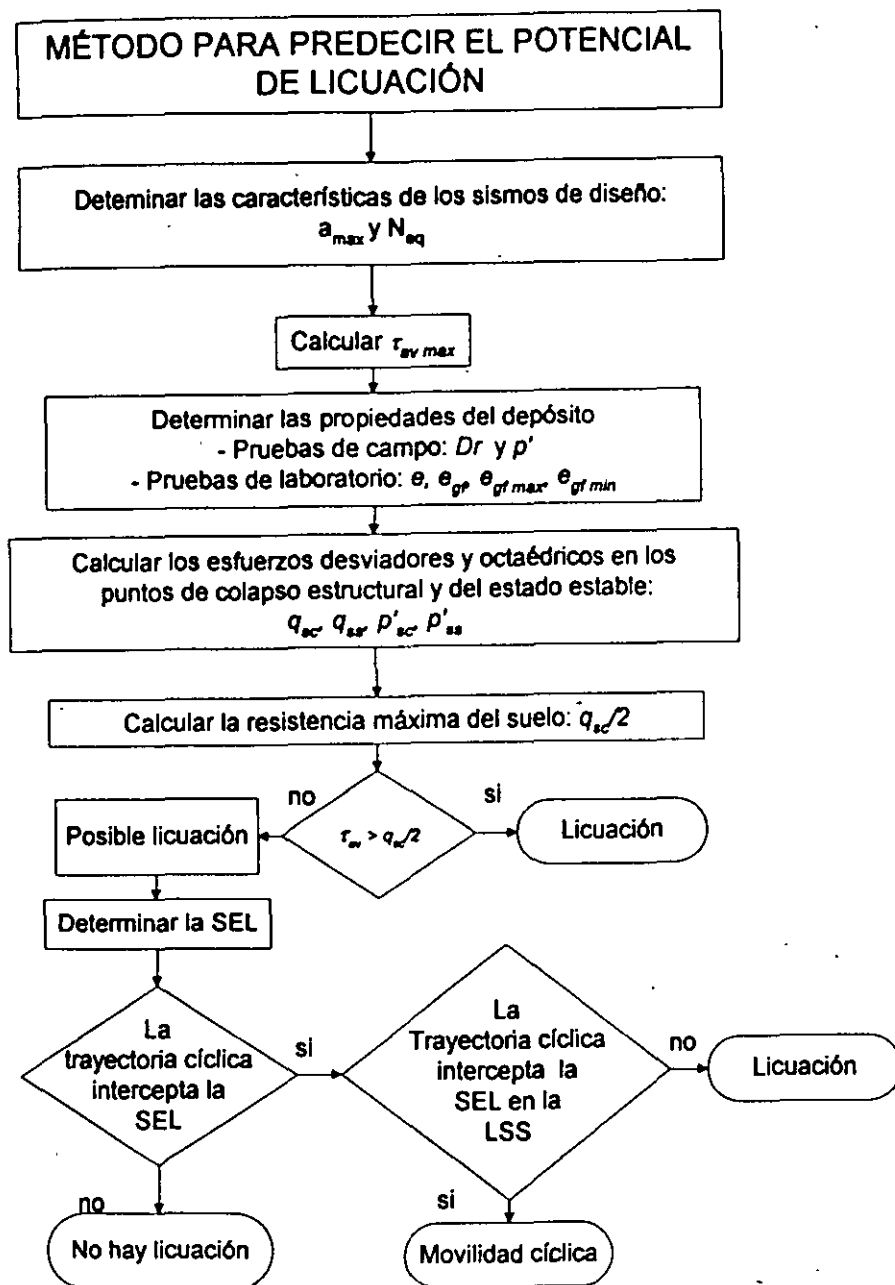 MÉTODO PARA PREDECIR EL POTENCIAL
DE LICUACIÓN
Deteminar las características de los sismos de diseño:
a_max y N_eq
Calcular τ_av max
Determinar las propiedades del depósito
- Pruebas de campo: Dr y p'
- Pruebas de laboratorio: e, e_gf, e_gf max, e_gf min
Calcular los esfuerzos desviadores y octaédricos en los
puntos de colapso estructural y del estado estable:
q_sc, q_ss, p'_sc, p'_ss
Calcular la resistencia máxima del suelo: q_sc/2
no
si
Posible licuación
τ_av > q_sc/2
Licuación
Determinar la SEL
La
trayectoria cíclica
intercepta la
SEL
si
La
Trayectoria cíclica
intercepta la
SEL en la
LSS
no
Licuación
no
si
No hay licuación
Movilidad cíclica